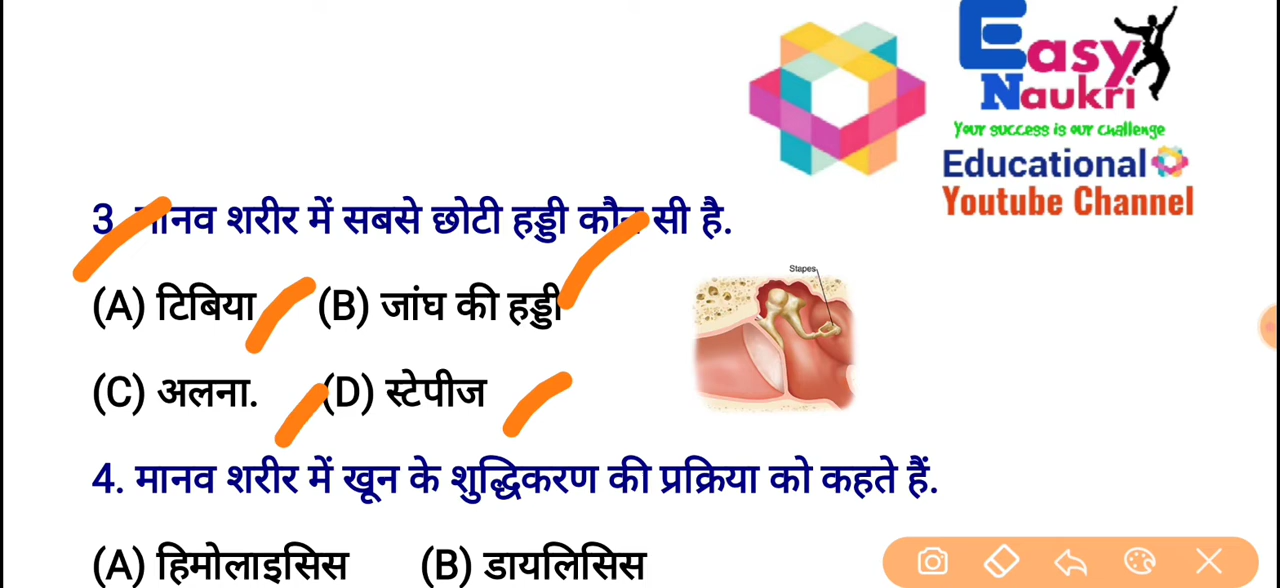 Easy
Naukri
Your success is our challenge
Educational
Youtube Channel
3. मानव शरीर में सबसे छोटी हड्डी कौन सी है.
(A) टिबिया (B) जांघ की हड्डी
Stapes
(C) अलना. (D) स्टेपीज
4. मानव शरीर में खून के शुद्धिकरण की प्रक्रिया को कहते हैं.
(A) हिमोलाइसिस (B) डायलिसिस